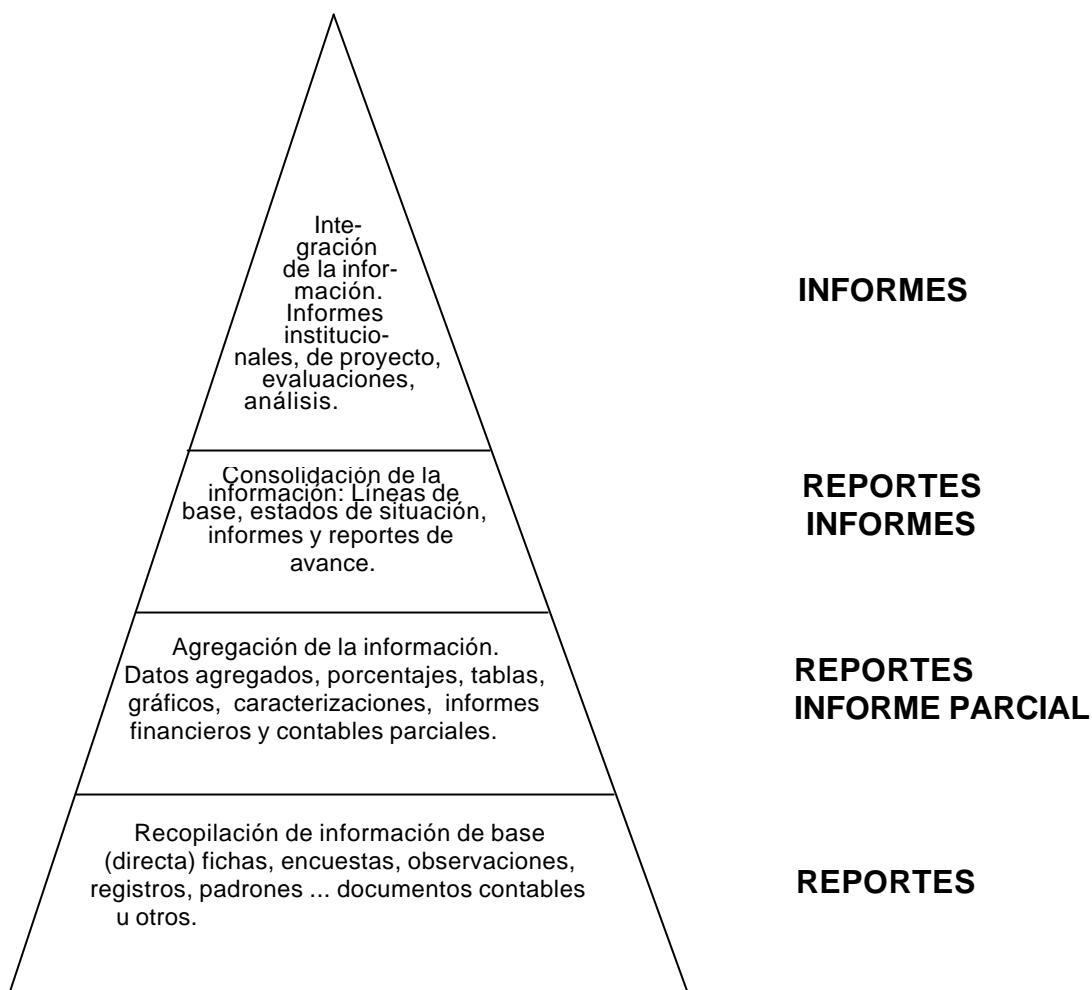 Inte-
gración
de la infor-
mación.
Informes
institucio-
nales, de proyecto,
evaluaciones,
análisis.
INFORMES
Consolidación de la
información: Líneas de
base, estados de situación,
informes y reportes de
avance.
REPORTES
INFORMES
Agregación de la información.
Datos agregados, porcentajes, tablas,
gráficos, caracterizaciones, informes
financieros y contables parciales.
REPORTES
INFORME PARCIAL
Recopilación de información de base
(directa) fichas, encuestas, observaciones,
registros, padrones ... documentos contables
u otros.
REPORTES